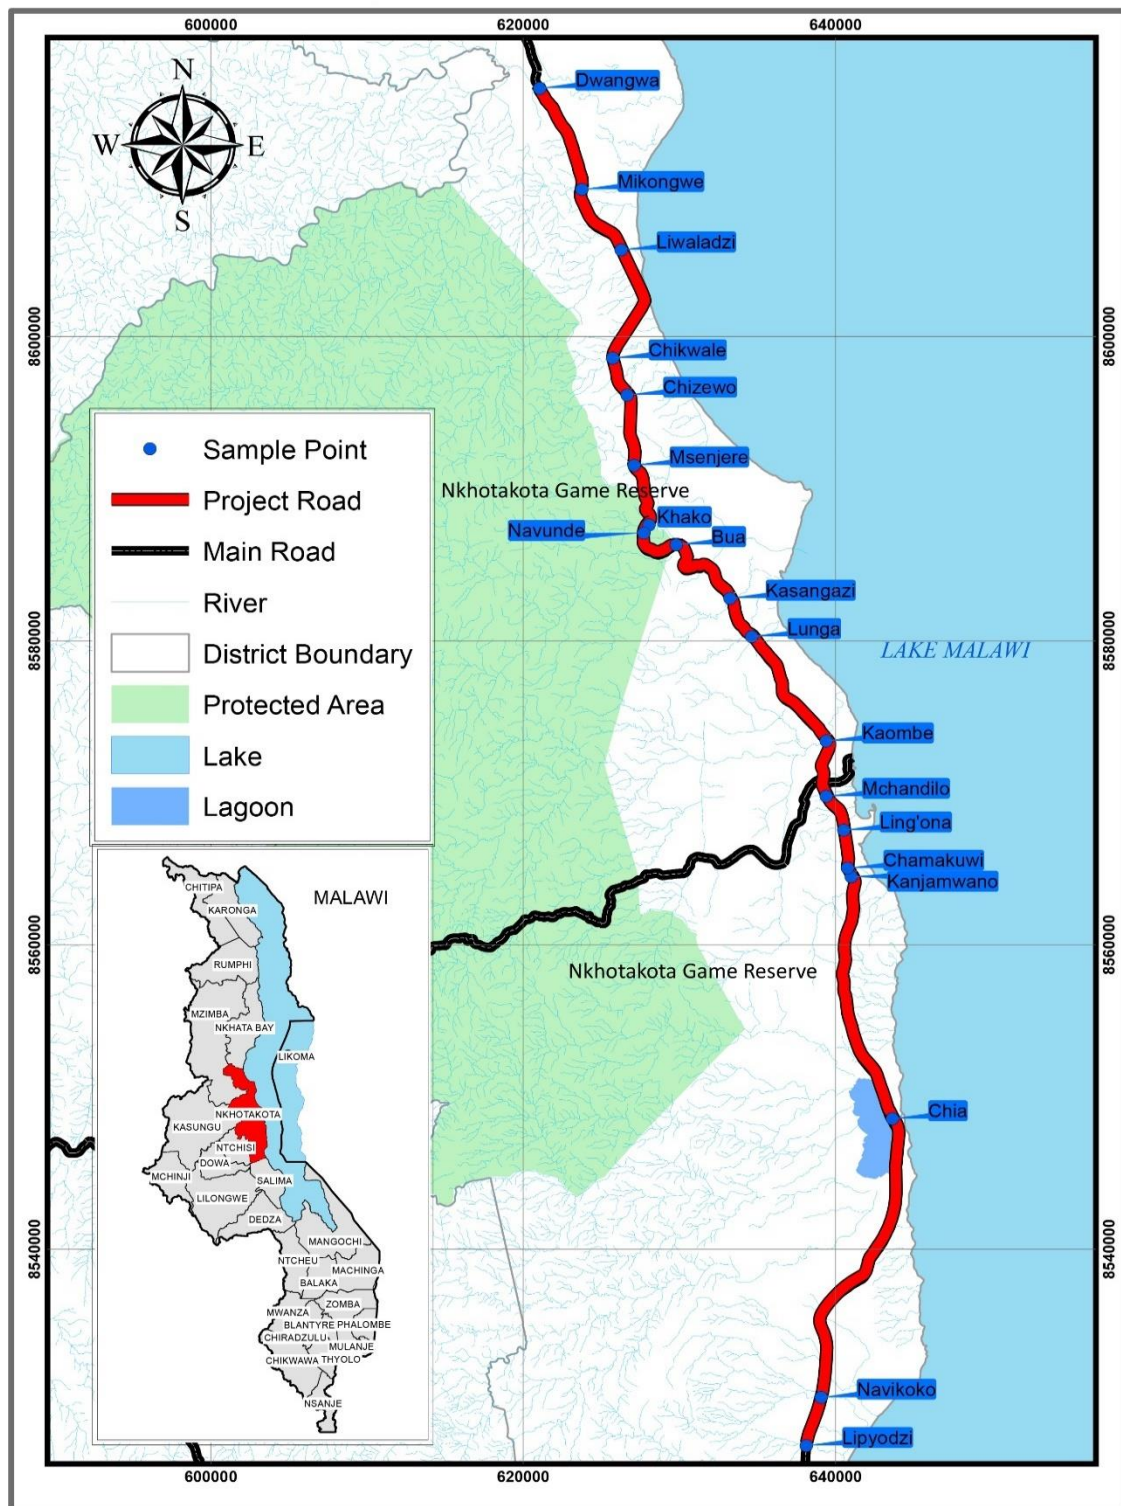 600000
620000
640000
N
W
E
S
Dwangwa
Mikongwe
Liwaladzi
8600000
8600000
Chikwale
Chizewo
Msenjere
Nkhotakota Game Reserve
Khako
Navunde
Bua
Kasangazi
Lunga
8580000
8580000
LAKE MALAWI
Kaombe
Mchandilo
Ling'ona
Chamakuwi
Kanjamwano
8560000
8560000
Nkhotakota Game Reserve
Chia
8540000
8540000
Navikoko
Lipyodzi
Sample Point
Project Road
Main Road
River
District Boundary
Protected Area
Lake
Lagoon
MALAWI
CHITIPA
KARONGA
RUMPHI
MZIMBA
NKHATA BAY
LIKOMA
NKHOTAKOTA
KASUNGU
NTCHISI
DOWA
MCHINJI
SALIMA
LILONGWE
DEDZA
MANGOCHI
NTCHEU
MACHINGA
BALAKA
ZOMBA
MWANZA
BLANTYRE
PHALOMBE
CHIRADZULU
MULANJE
CHIKWAWA
THYOLO
NSANJE
600000
620000
640000